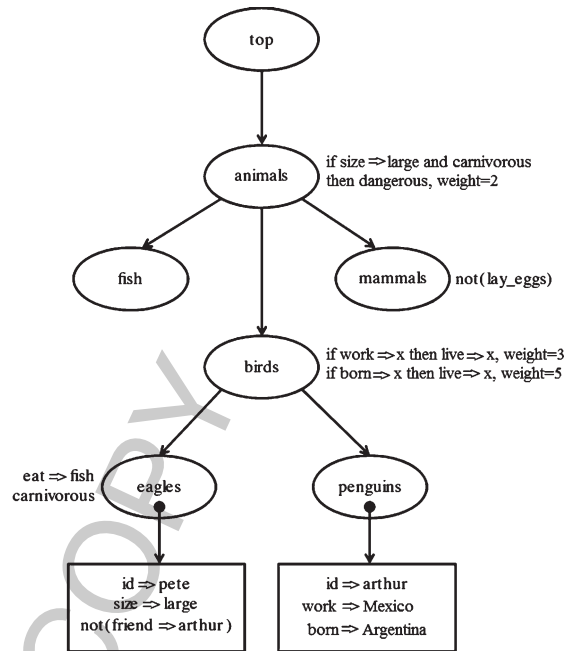 top
animals
if size ⇒ large and carnivorous
then dangerous, weight=2
fish
mammals
not(lay_eggs)
birds
if work ⇒ x then live ⇒ x, weight=3
if born ⇒ x then live ⇒ x, weight=5
eat ⇒ fish
carnivorous
eagles
penguins
id ⇒ pete
size ⇒ large
not(friend ⇒ arthur )
id ⇒ arthur
work ⇒ Mexico
born ⇒ Argentina
COPY